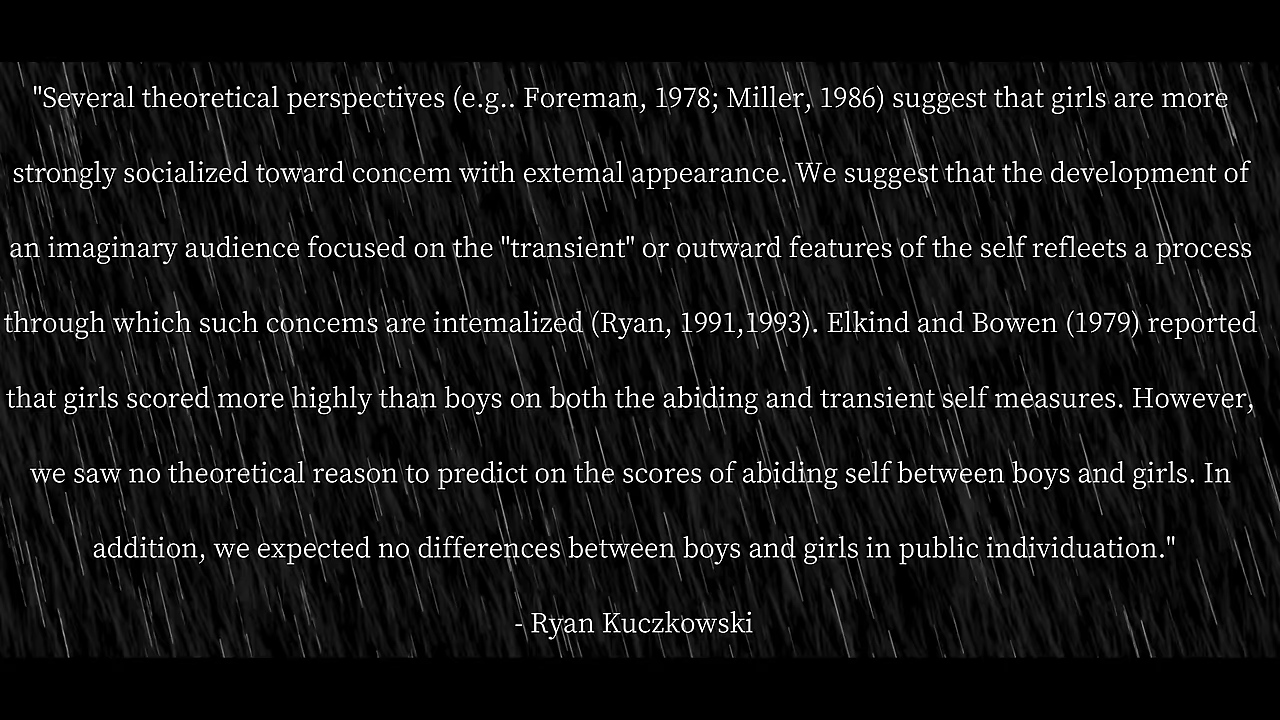 "Several theoretical perspectives (e.g.. Foreman, 1978; Miller, 1986) suggest that girls are more
strongly socialized toward concem with extemal appearance. We suggest that the development of
an imaginary audience focused on the "transient" or outward features of the self refleets a process
through which such concems are intemalized (Ryan, 1991,1993). Elkind and Bowen (1979) reported
that girls scored more highly than boys on both the abiding and transient self measures. However,
we saw no theoretical reason to predict on the scores of abiding self between boys and girls. In
addition, we expected no differences between boys and girls in public individuation."
- Ryan Kuczkowski